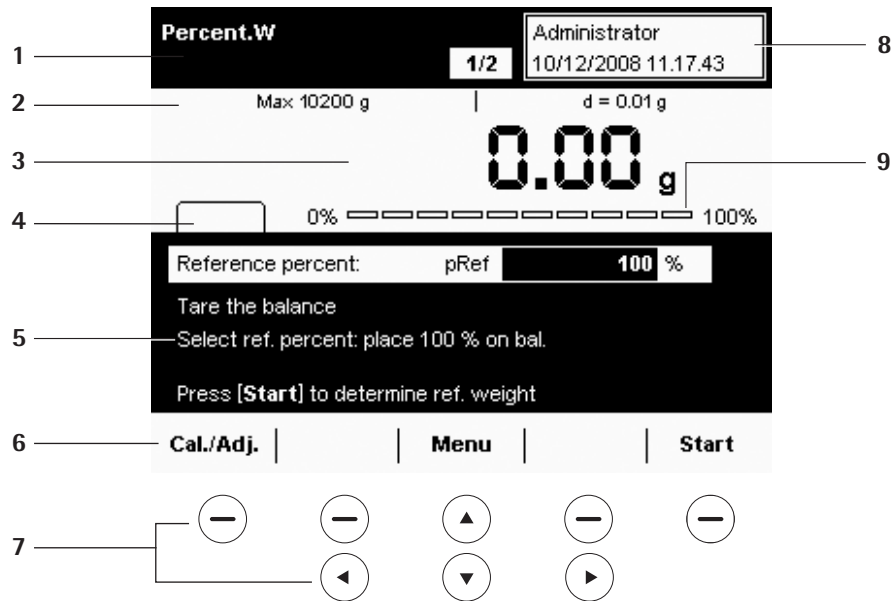 Percent.W
Administrator
1/2
10/12/2008 11.17.43
Max 10200 g
d = 0.01 g
0.00 g
0%
100%
Reference percent: pRef 100 %
Tare the balance
Select ref. percent: place 100 % on bal.
Press [Start] to determine ref. weight
Cal./Adj. Menu Start
1
2
3
4
5
6
7
8
9